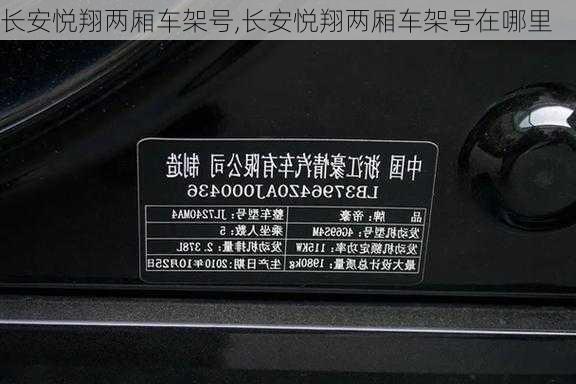 长安悦翔两厢车架号,长安悦翔两厢车架号在哪里
中国 浙江豪情汽车有限公司 制造
LB37964Z0AJ000436
品 牌：帝豪 整车型号：JL7240MA4
发动机型号：4G69S4M 乘坐人数：5
发动机额定功率：115KW 发动机排量：2.378L
最大设计总质量：1980kg 生产日期：2010年10月25日